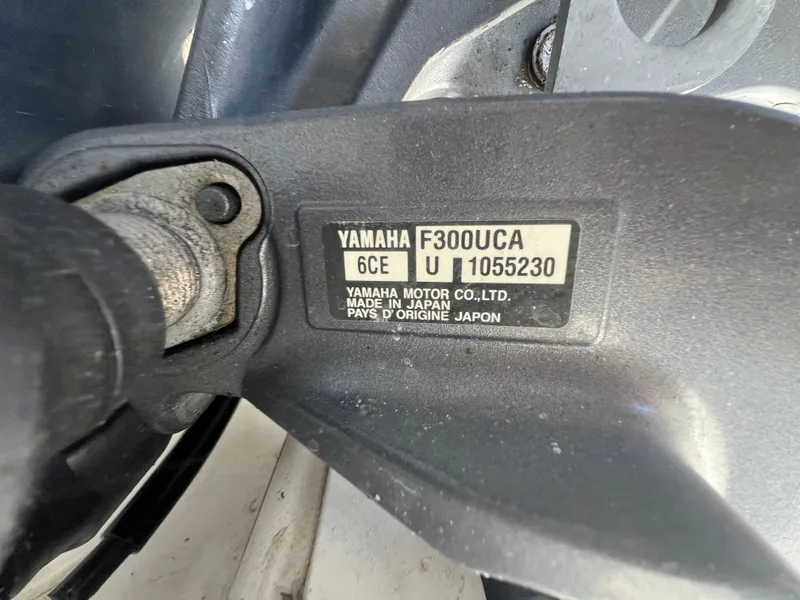 YAMAHA F300UCA
6CE U 1055230
YAMAHA MOTOR CO.,LTD.
MADE IN JAPAN
PAYS D'ORIGINE JAPON